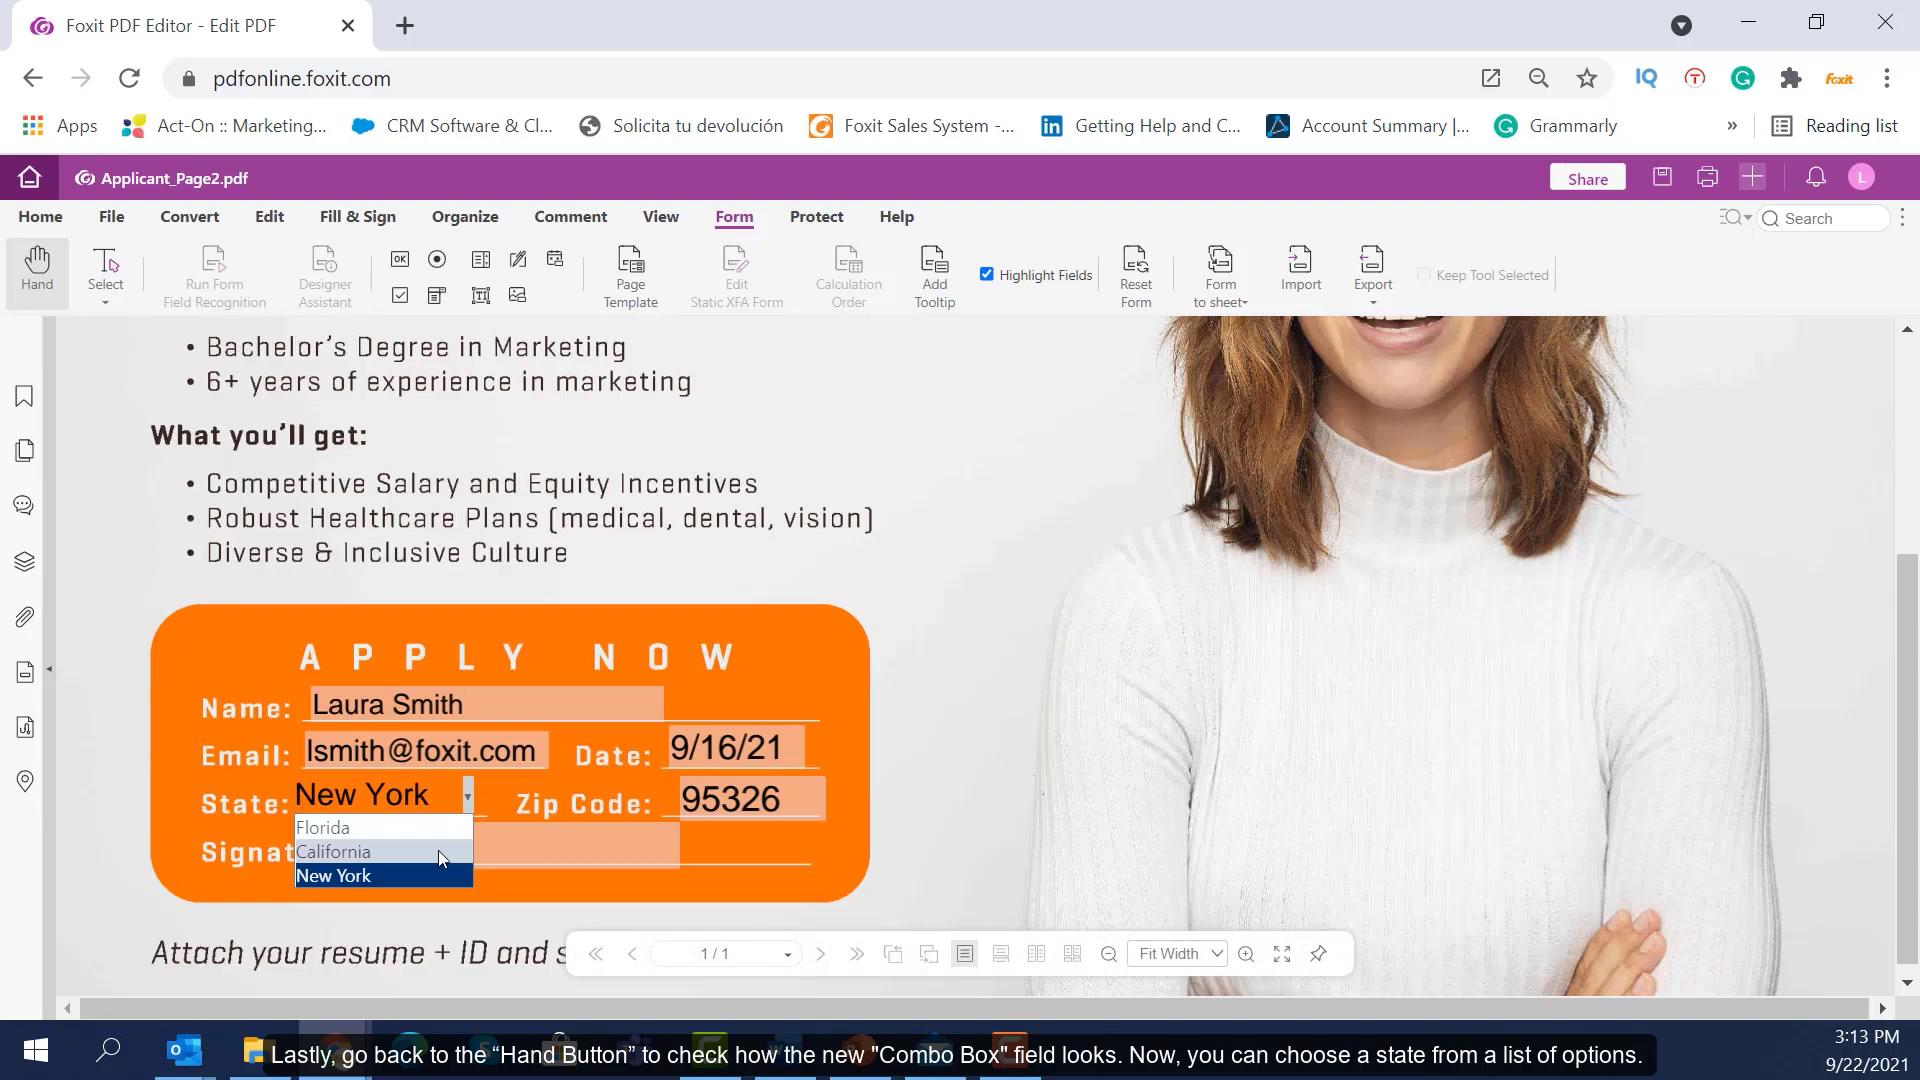 Foxit PDF Editor - Edit PDF
pdfonline.foxit.com
IQ
T
G
foxit
Apps
Act-On :: Marketing...
CRM Software & Cl...
Solicita tu devolución
Foxit Sales System -...
Getting Help and C...
Account Summary |...
Grammarly
»
Reading list
Applicant_Page2.pdf
Share
L
Home File Convert Edit Fill & Sign Organize Comment View Form Protect Help
Search
Hand
Select
Run Form
Field Recognition
Designer
Assistant
OK
Page
Template
Edit
Static XFA Form
Calculation
Order
Add
Tooltip
Highlight Fields
Reset
Form
Form
to sheet
Import
Export
Keep Tool Selected
• Bachelor's Degree in Marketing
• 6+ years of experience in marketing
What you'll get:
• Competitive Salary and Equity Incentives
• Robust Healthcare Plans (medical, dental, vision)
• Diverse & Inclusive Culture
APPLY NOW
Name: Laura Smith
Email: lsmith@foxit.com Date: 9/16/21
State: New York Zip Code: 95326
Florida
Signat
California
New York
Attach your resume + ID and s
1 / 1
Fit Width
Lastly, go back to the “Hand Button” to check how the new "Combo Box" field looks. Now, you can choose a state from a list of options.
3:13 PM
9/22/2021